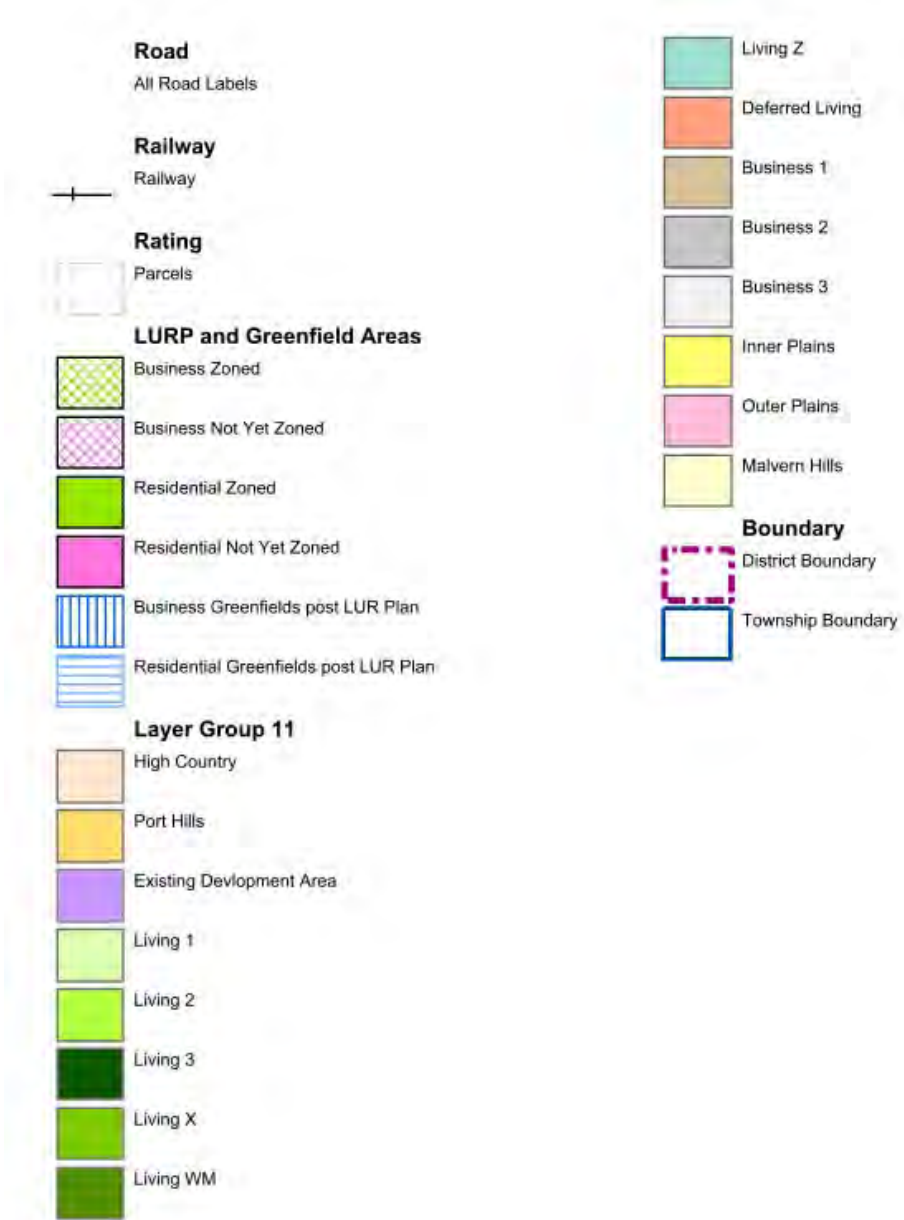 Road
All Road Labels
Railway
Railway
Rating
Parcels
LURP and Greenfield Areas
Business Zoned
Business Not Yet Zoned
Residential Zoned
Residential Not Yet Zoned
Business Greenfields post LUR Plan
Residential Greenfields post LUR Plan
Layer Group 11
High Country
Port Hills
Existing Devlopment Area
Living 1
Living 2
Living 3
Living X
Living WM
Living Z
Deferred Living
Business 1
Business 2
Business 3
Inner Plains
Outer Plains
Malvern Hills
Boundary
District Boundary
Township Boundary